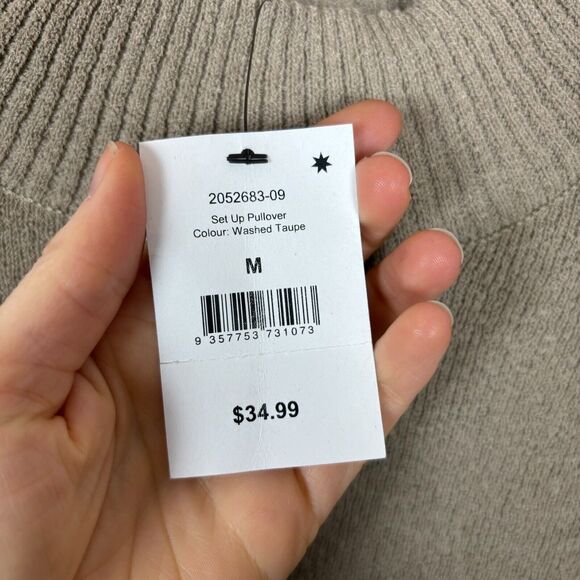 2052683-09
Set Up Pullover
Colour: Washed Taupe
M
9 357753 731073
$34.99